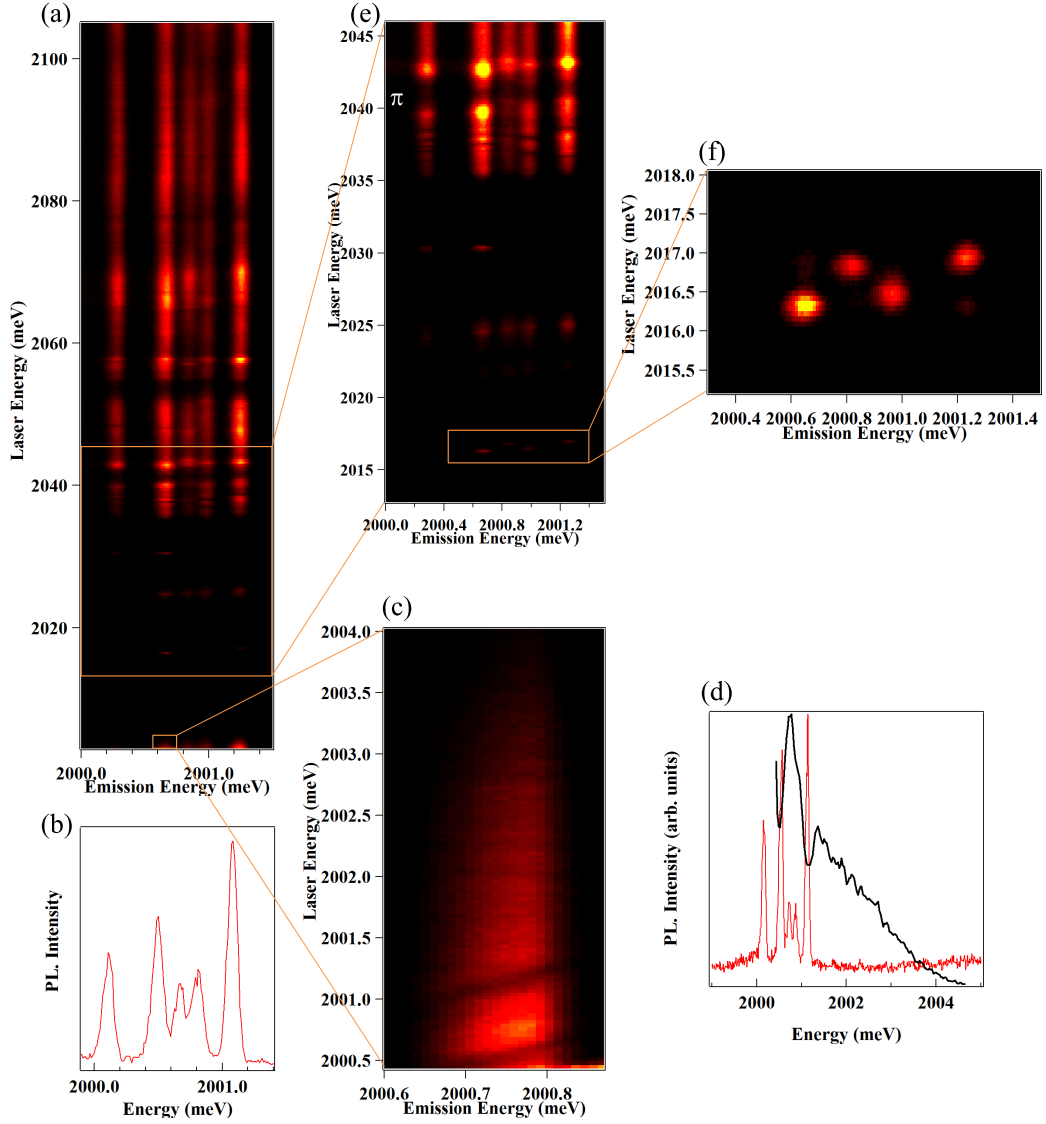 (a)
2100
2080
2060
2040
2020
Laser Energy (meV)
2000.0
2001.0
Emission Energy (meV)
(b)
PL. Intensity
2000.0
2001.0
Energy (meV)
(e)
2045
2040
2035
2030
2025
2020
2015
π
Laser Energy (meV)
2000.0
2000.4
2000.8
2001.2
Emission Energy (meV)
(f)
2018.0
2017.5
2017.0
2016.5
2016.0
2015.5
Laser Energy (meV)
2000.4
2000.6
2000.8
2001.0
2001.2
2001.4
Emission Energy (meV)
(c)
2004.0
2003.5
2003.0
2002.5
2002.0
2001.5
2001.0
2000.5
Laser Energy (meV)
2000.6
2000.7
2000.8
Emission Energy (meV)
(d)
PL. Intensity (arb. units)
2000
2002
2004
Energy (meV)